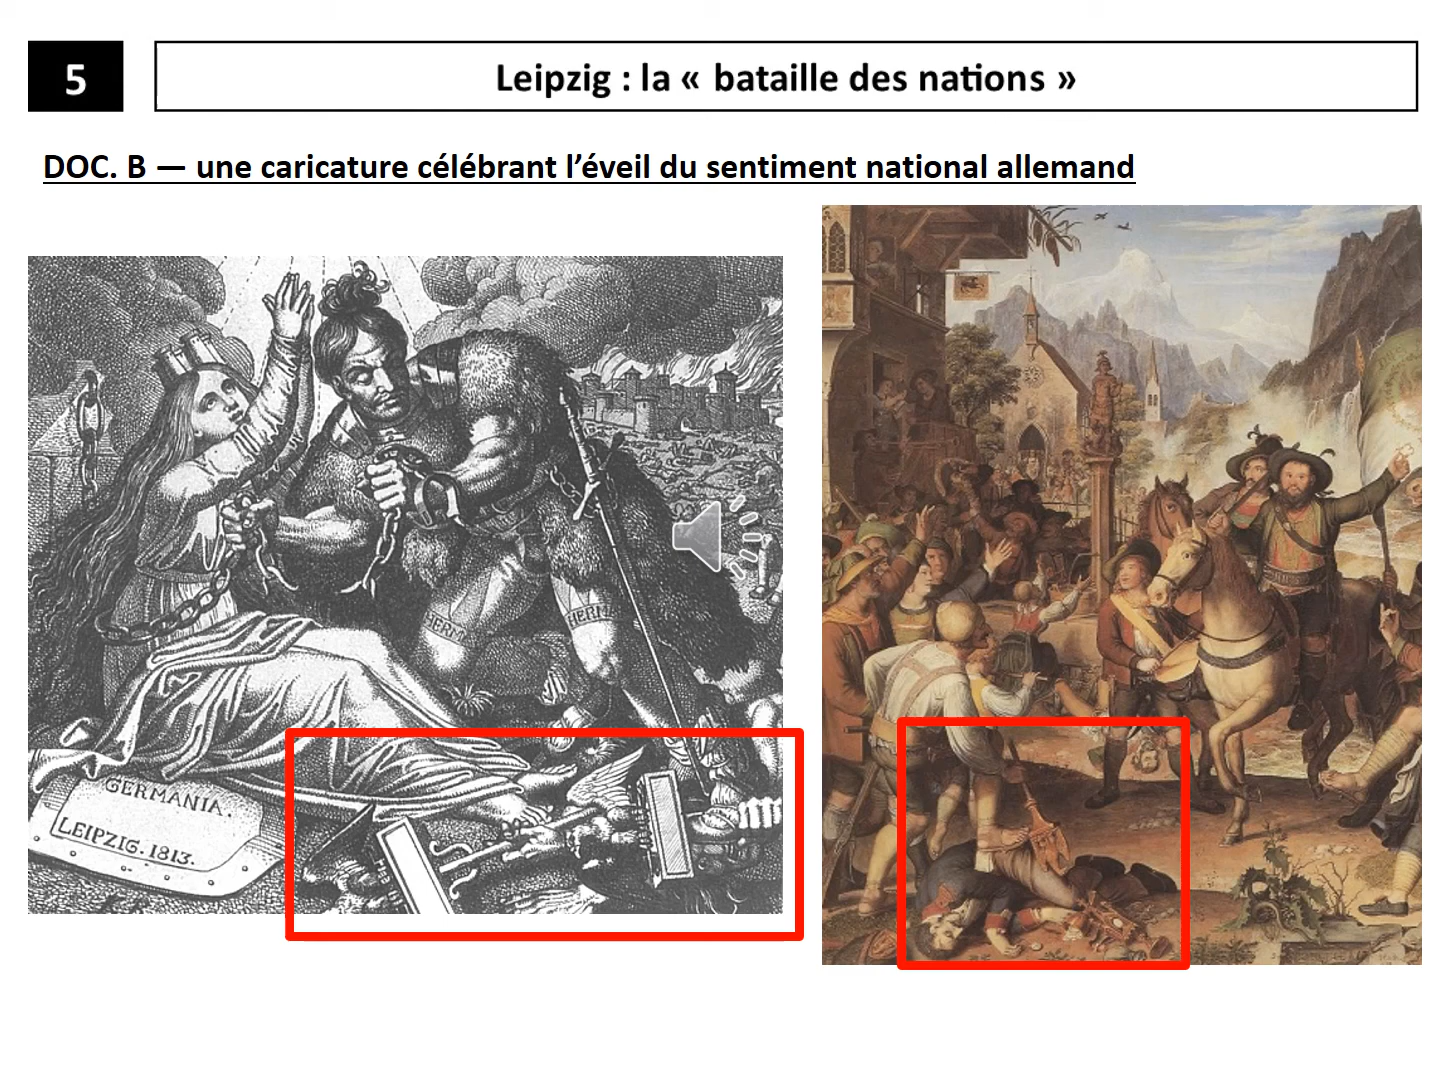 5
Leipzig : la « bataille des nations »
DOC. B — une caricature célébrant l’éveil du sentiment national allemand
GERMANIA.
LEIPZIG. 1813.